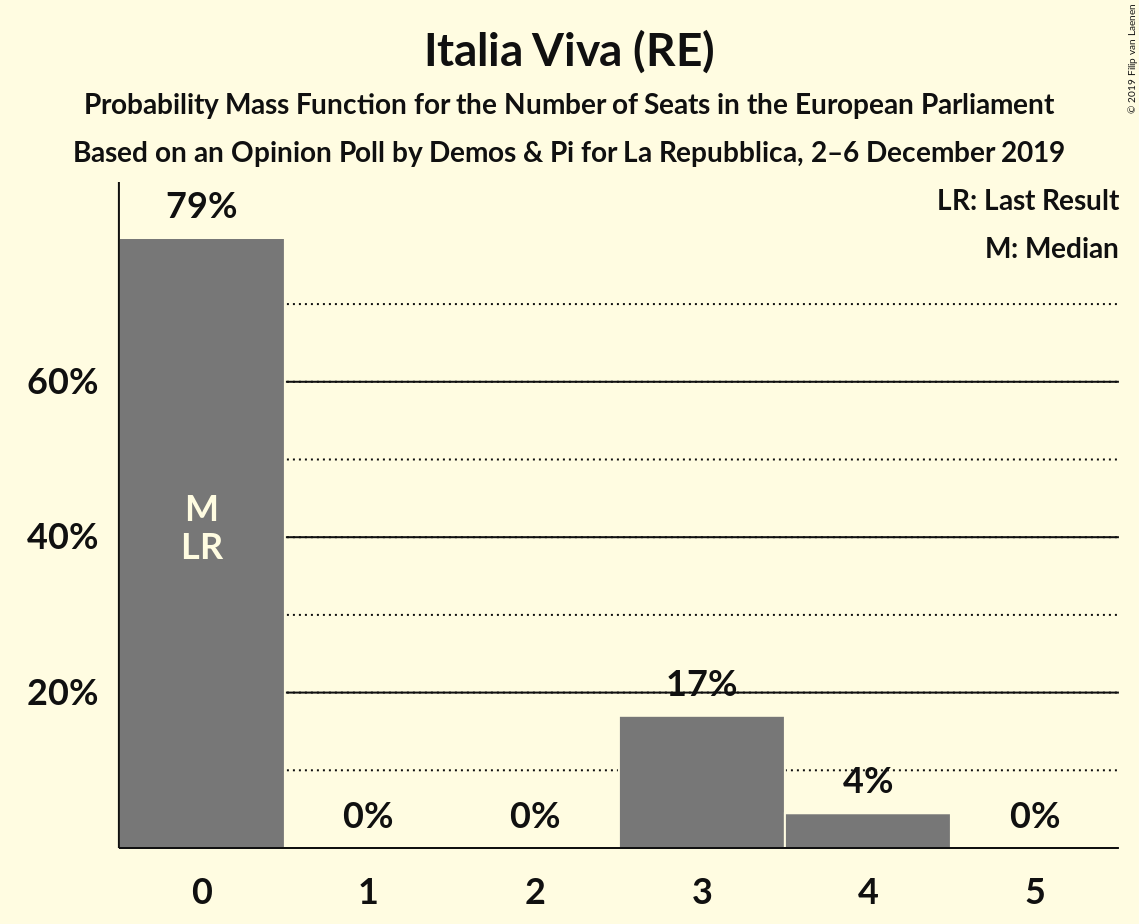 Italia Viva (RE)
Probability Mass Function for the Number of Seats in the European Parliament
Based on an Opinion Poll by Demos & Pi for La Repubblica, 2–6 December 2019
© 2019 Filip van Laenen
LR: Last Result
M: Median
79%
60%
M
40%
LR
17%
20%
4%
0%
0%
0%
0 1 2 3 4 5